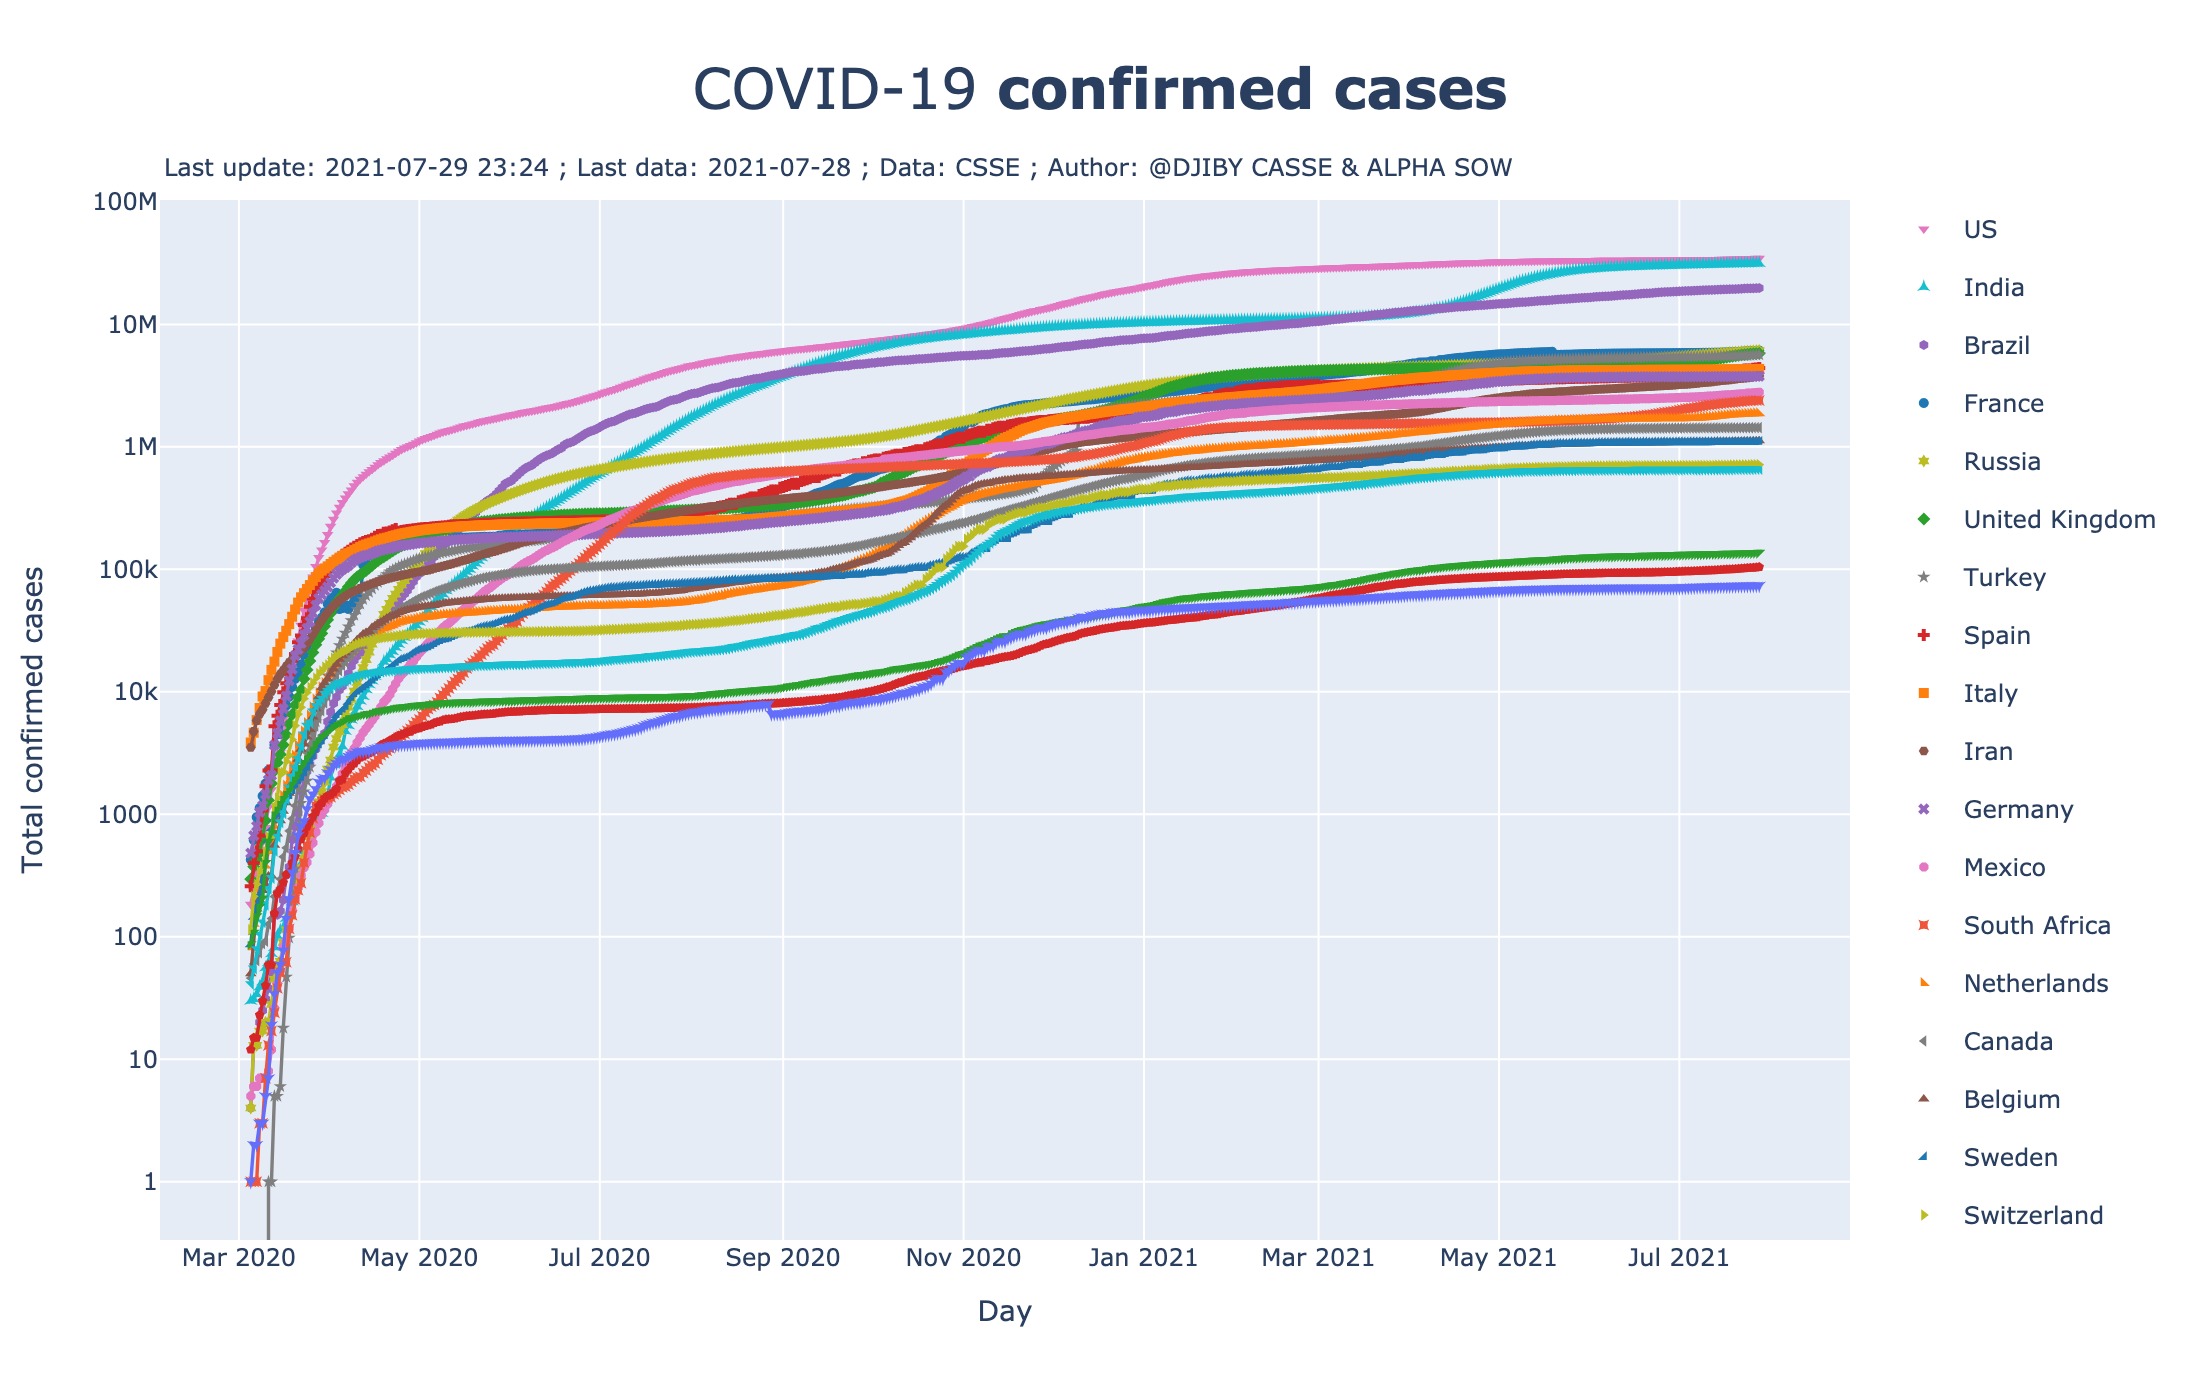 COVID-19 confirmed cases
Last update: 2021-07-29 23:24 ; Last data: 2021-07-28 ; Data: CSSE ; Author: @DJIBY CASSE & ALPHA SOW
100M
10M
1M
100k
10k
1000
100
10
1
Total confirmed cases
Mar 2020 May 2020 Jul 2020 Sep 2020 Nov 2020 Jan 2021 Mar 2021 May 2021 Jul 2021
Day
US
India
Brazil
France
Russia
United Kingdom
Turkey
Spain
Italy
Iran
Germany
Mexico
South Africa
Netherlands
Canada
Belgium
Sweden
Switzerland